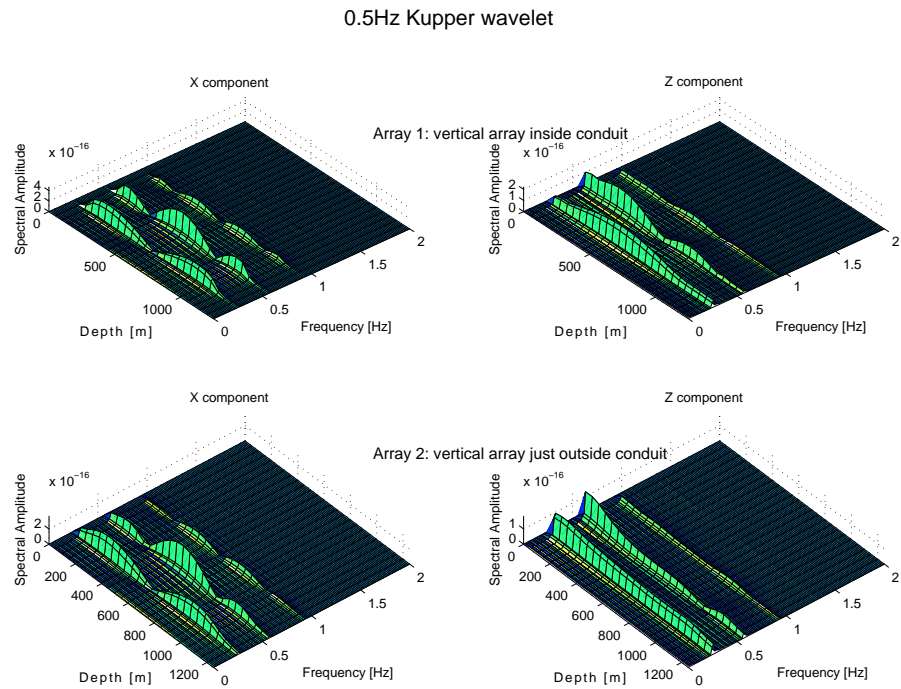 0.5Hz Kupper wavelet
X component
Z component
Array 1: vertical array inside conduit
x 10−16
x 10−16
Spectral Amplitude
4
2
0
0
500
1000
Depth [m]
0
0.5
1
1.5
2
Frequency [Hz]
Spectral Amplitude
2
1
0
0
500
1000
Depth [m]
0
0.5
1
1.5
2
Frequency [Hz]
X component
Z component
Array 2: vertical array just outside conduit
x 10−16
x 10−16
Spectral Amplitude
2
0
0
200
400
600
800
1000
1200
Depth [m]
0
0.5
1
1.5
2
Frequency [Hz]
Spectral Amplitude
1
0
0
200
400
600
800
1000
1200
Depth [m]
0
0.5
1
1.5
2
Frequency [Hz]